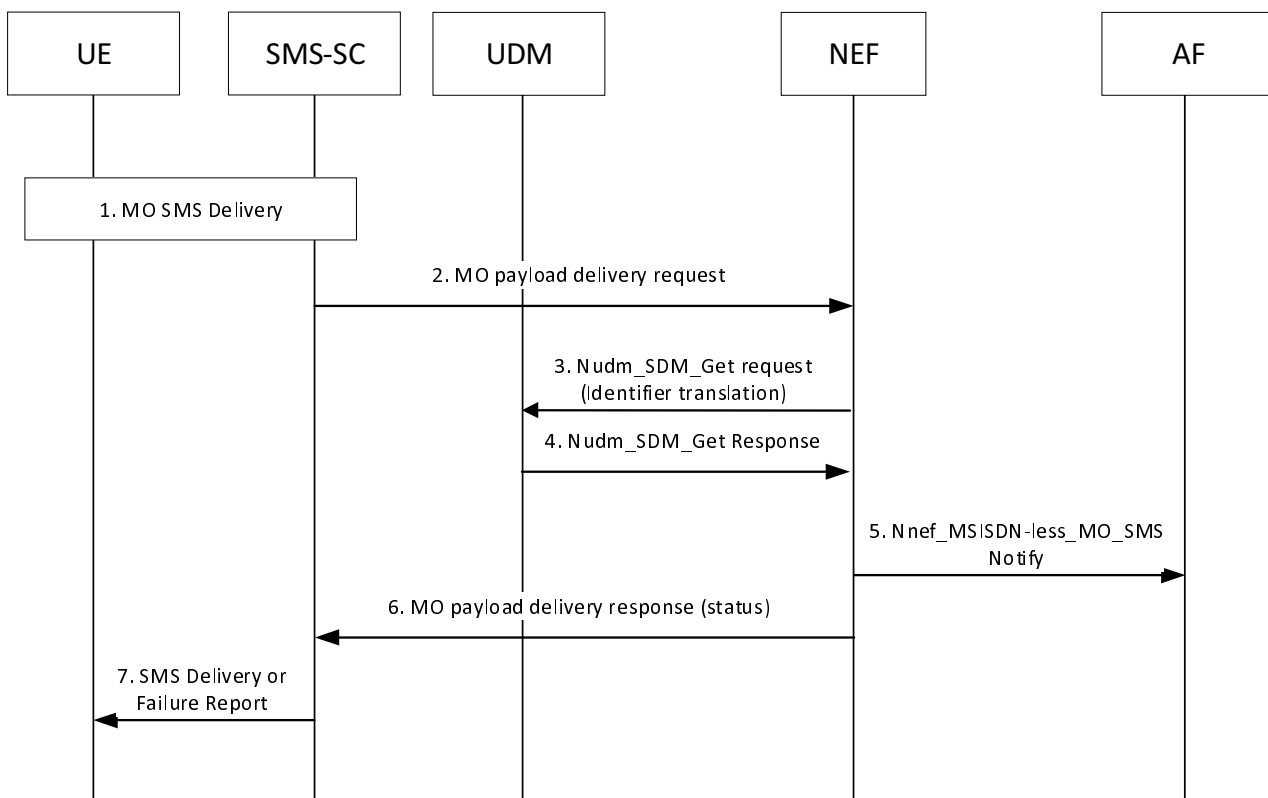 UE
SMS-SC
UDM
NEF
AF
1. MO SMS Delivery
2. MO payload delivery request
3. Nudm_SDM_Get request
(Identifier translation)
4. Nudm_SDM_Get Response
5. Nnef_MSISDN-less_MO_SMS
Notify
6. MO payload delivery response (status)
7. SMS Delivery or
Failure Report